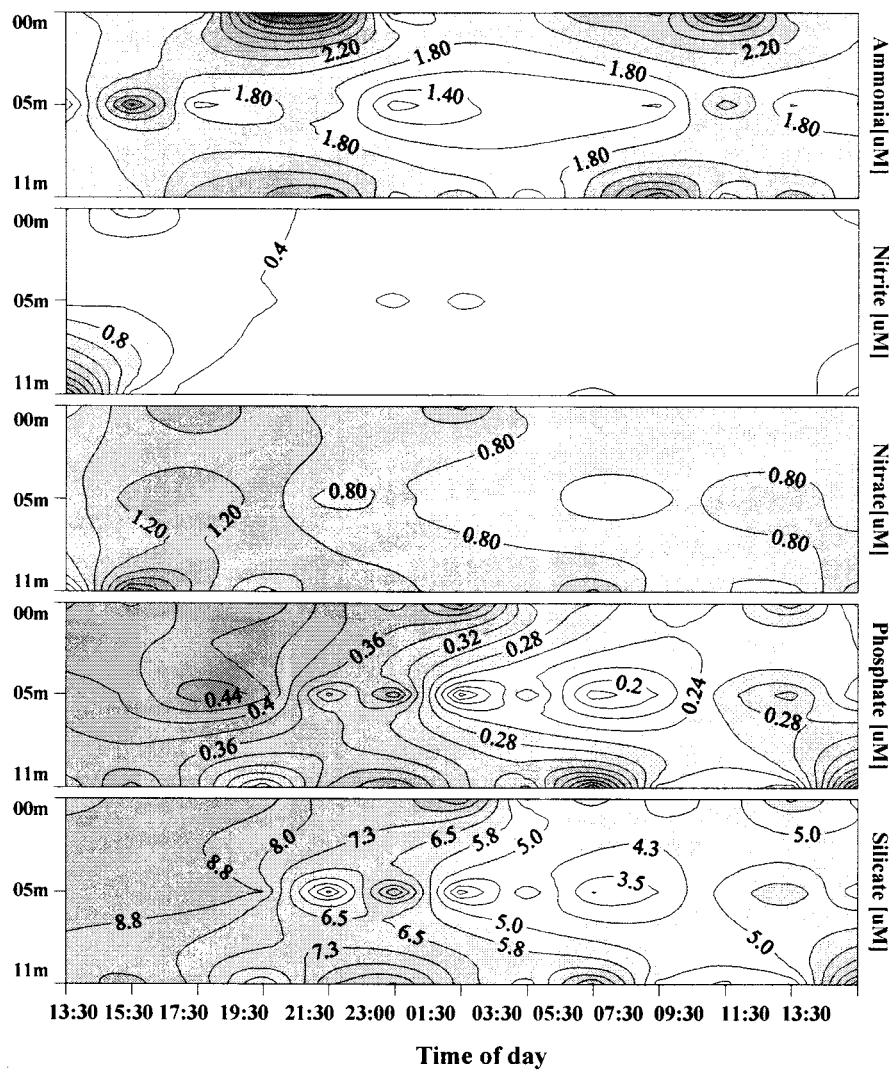 00m
05m
11m
2.20
2.20
1.80
1.80
1.80
1.40
1.80
1.80
1.80
Ammonia[uM]
00m
05m
11m
0.4
0.8
Nitrite [uM]
00m
05m
11m
0.80
0.80
0.80
1.20
1.20
0.80
0.80
Nitrate[uM]
00m
05m
11m
0.36
0.32
0.28
0.44
0.4
0.2
0.24
0.28
0.36
0.28
Phosphate [uM]
00m
05m
11m
8.0
7.3
6.5
5.8
5.0
4.3
5.0
8.8
3.5
8.8
6.5
6.5
5.0
5.0
7.3
5.8
Silicate [uM]
13:30 15:30 17:30 19:30 21:30 23:00 01:30 03:30 05:30 07:30 09:30 11:30 13:30
Time of day